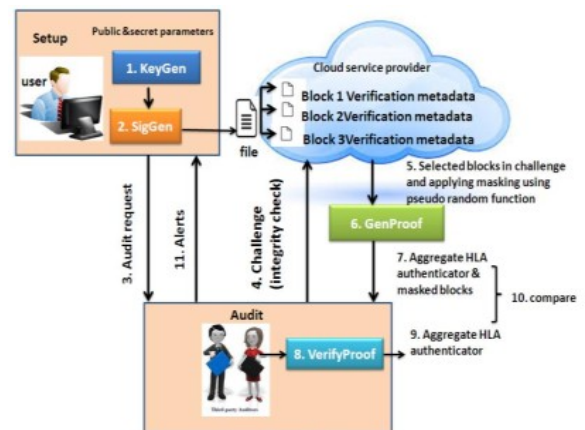 Setup
Public &secret parameters
user
1. KeyGen
2. SigGen
file
Cloud service provider
Block 1 Verification metadata
Block 2Verification metadata
Block 3Verification metadata
5. Selected blocks in challenge
and applying masking using
pseudo random function
6. GenProof
3. Audit request
11. Alerts
4. Challenge
(integrity check)
7. Aggregate HLA
authenticator &
masked blocks
10. compare
9. Aggregate HLA
authenticator
Audit
8. VerifyProof
Third party Auditors